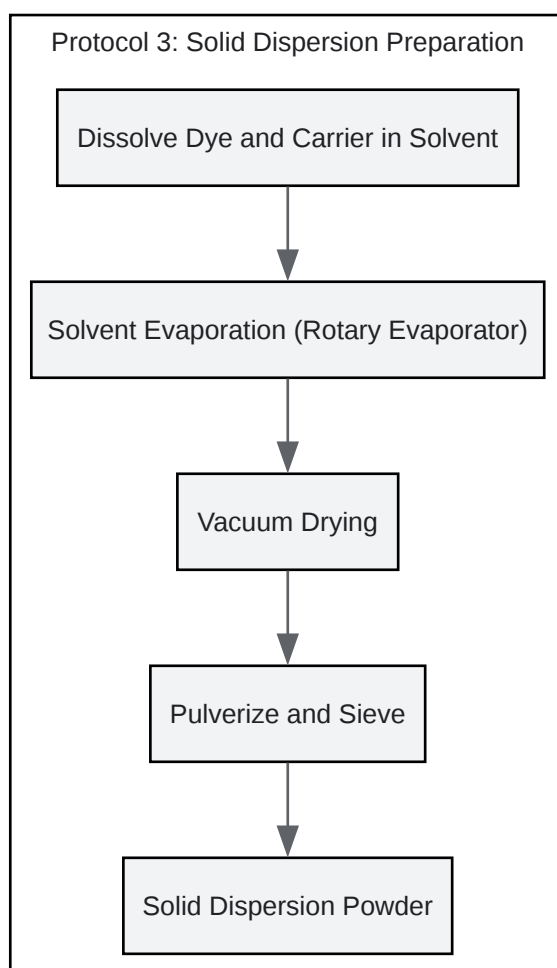 Protocol 3: Solid Dispersion Preparation
Dissolve Dye and Carrier in Solvent
Solvent Evaporation (Rotary Evaporator)
Vacuum Drying
Pulverize and Sieve
Solid Dispersion Powder